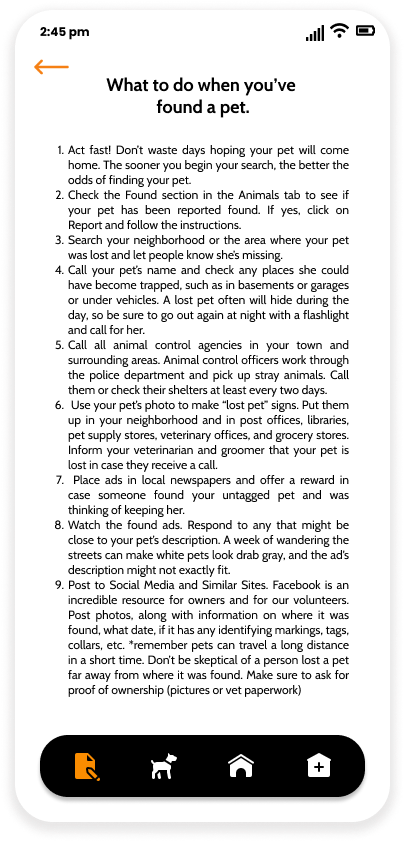 2:45 pm
What to do when you've
found a pet.
1. Act fast! Don't waste days hoping your pet will come
home. The sooner you begin your search, the better the
odds of finding your pet.
2. Check the Found section in the Animals tab to see if
your pet has been reported found. If yes, click on
Report and follow the instructions.
3. Search your neighborhood or the area where your pet
was lost and let people know she's missing.
4. Call your pet's name and check any places she could
have become trapped, such as in basements or garages
or under vehicles. A lost pet often will hide during the
day, so be sure to go out again at night with a flashlight
and call for her.
5. Call all animal control agencies in your town and
surrounding areas. Animal control officers work through
the police department and pick up stray animals. Call
them or check their shelters at least every two days.
6. Use your pet's photo to make "lost pet" signs. Put them
up in your neighborhood and in post offices, libraries,
pet supply stores, veterinary offices, and grocery stores.
Inform your veterinarian and groomer that your pet is
lost in case they receive a call.
7. Place ads in local newspapers and offer a reward in
case someone found your untagged pet and was
thinking of keeping her.
8. Watch the found ads. Respond to any that might be
close to your pet's description. A week of wandering the
streets can make white pets look drab gray, and the ad's
description might not exactly fit.
9. Post to Social Media and Similar Sites. Facebook is an
incredible resource for owners and for our volunteers.
Post photos, along with information on where it was
found, what date, if it has any identifying markings, tags,
collars, etc. *remember pets can travel a long distance
in a short time. Don't be skeptical of a person lost a pet
far away from where it was found. Make sure to ask for
proof of ownership (pictures or vet paperwork)